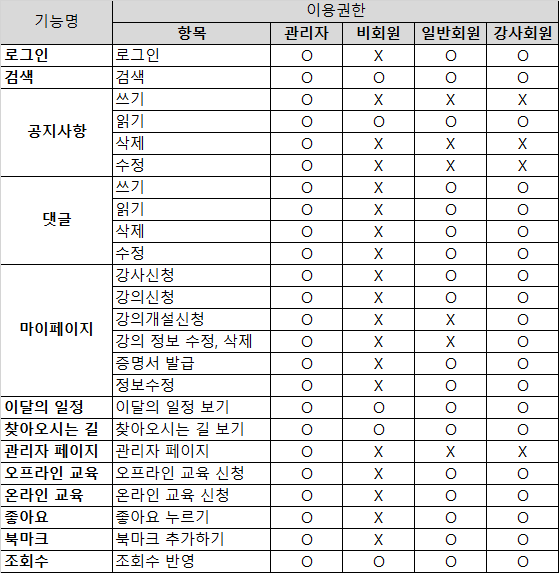 기능명 이용권한
항목 관리자 비회원 일반회원 강사회원
로그인 로그인 O X O O
검색 검색 O O O O
공지사항 쓰기 O X X X
읽기 O O O O
삭제 O X X X
수정 O X X X
댓글 쓰기 O X O O
읽기 O X O O
삭제 O X O O
수정 O X O O
마이페이지 강사신청 O X O O
강의신청 O X O O
강의개설신청 O X X O
강의 정보 수정, 삭제 O X X O
증명서 발급 O X O O
정보수정 O X O O
이달의 일정 이달의 일정 보기 O O O O
찾아오시는 길 찾아오시는 길 보기 O O O O
관리자 페이지 관리자 페이지 O X X X
오프라인 교육 오프라인 교육 신청 O X O O
온라인 교육 온라인 교육 신청 O X O O
좋아요 좋아요 누르기 O X O O
북마크 북마크 추가하기 O X O O
조회수 조회수 반영 O O O O